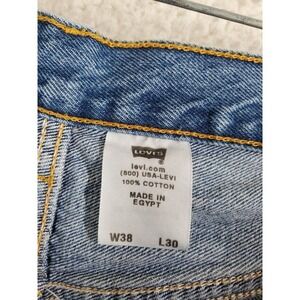 LEVI'S
levi.com
(800) USA-LEVI
100% COTTON
MADE IN
EGYPT
W38 L30